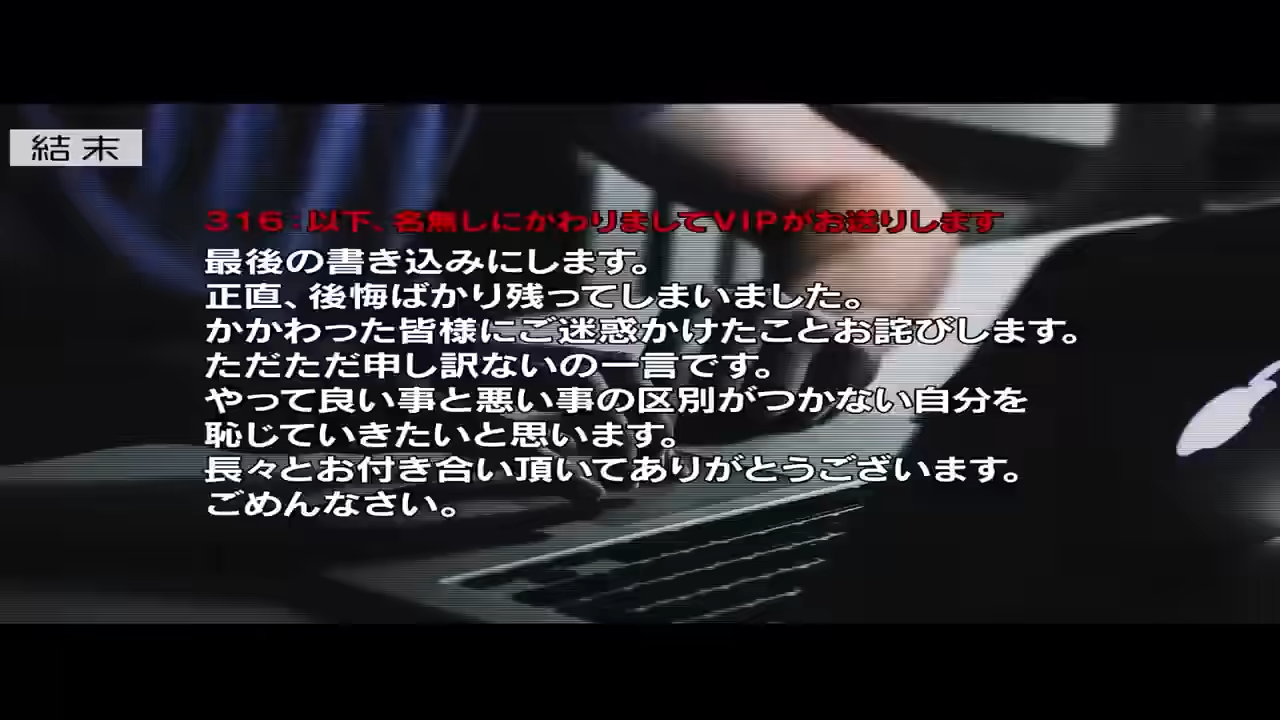 結末
316：以下、名無しにかわりましてVIPがお送りします
最後の書き込みにします。
正直、後悔ばかり残ってしまいました。
かかわった皆様にご迷惑かけたことお詫びします。
ただただ申し訳ないの一言です。
やって良い事と悪い事の区別がつかない自分を
恥じていきたいと思います。
長々とお付き合い頂いてありがとうございます。
ごめんなさい。